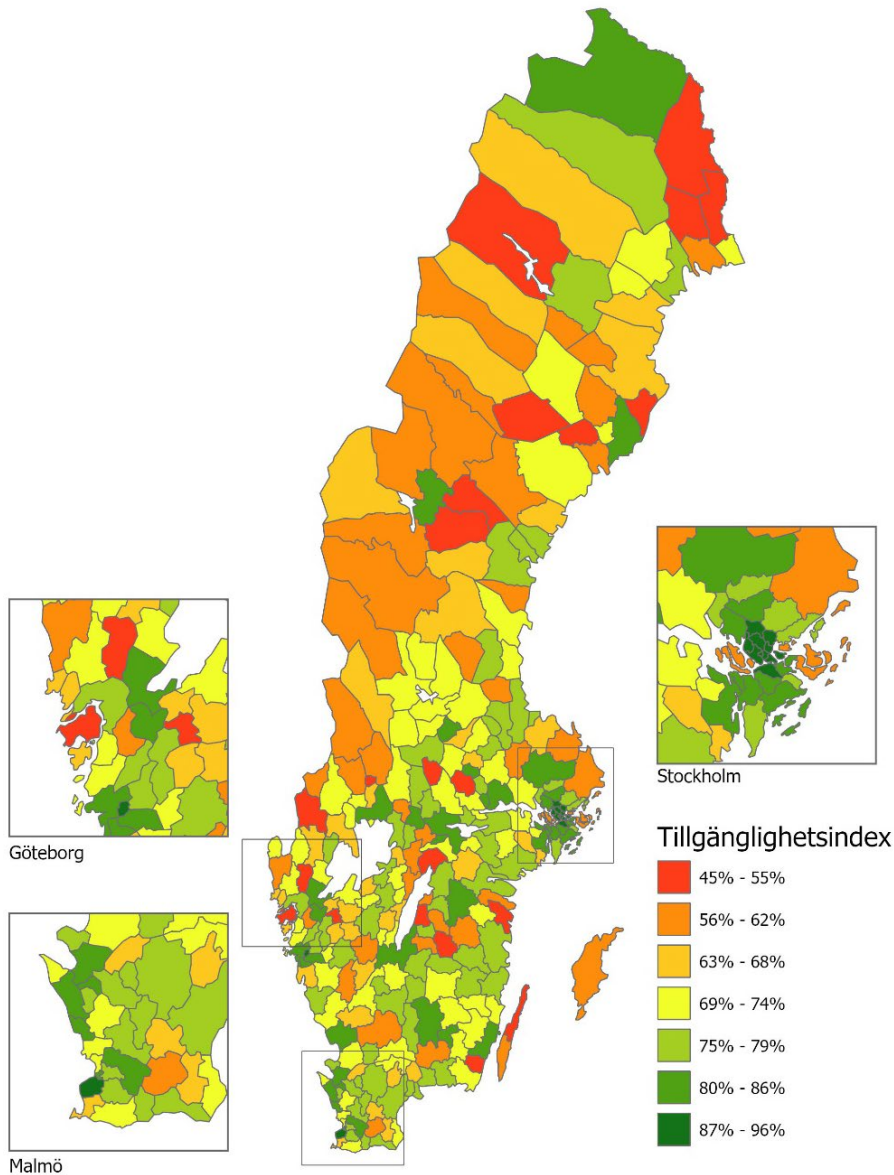 Göteborg
Malmö
Stockholm
Tillgänglighetsindex
45% - 55%
56% - 62%
63% - 68%
69% - 74%
75% - 79%
80% - 86%
87% - 96%